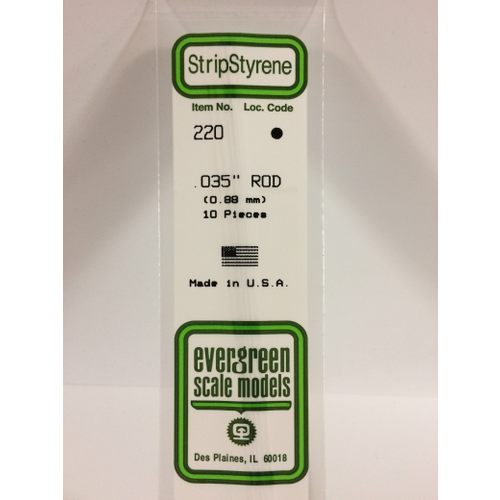 StripStyrene
Item No. Loc. Code
220
.035" ROD
(0.88 mm)
10 Pieces
Made in U.S.A.
evergreen
scale models
Des Plaines, IL 60018